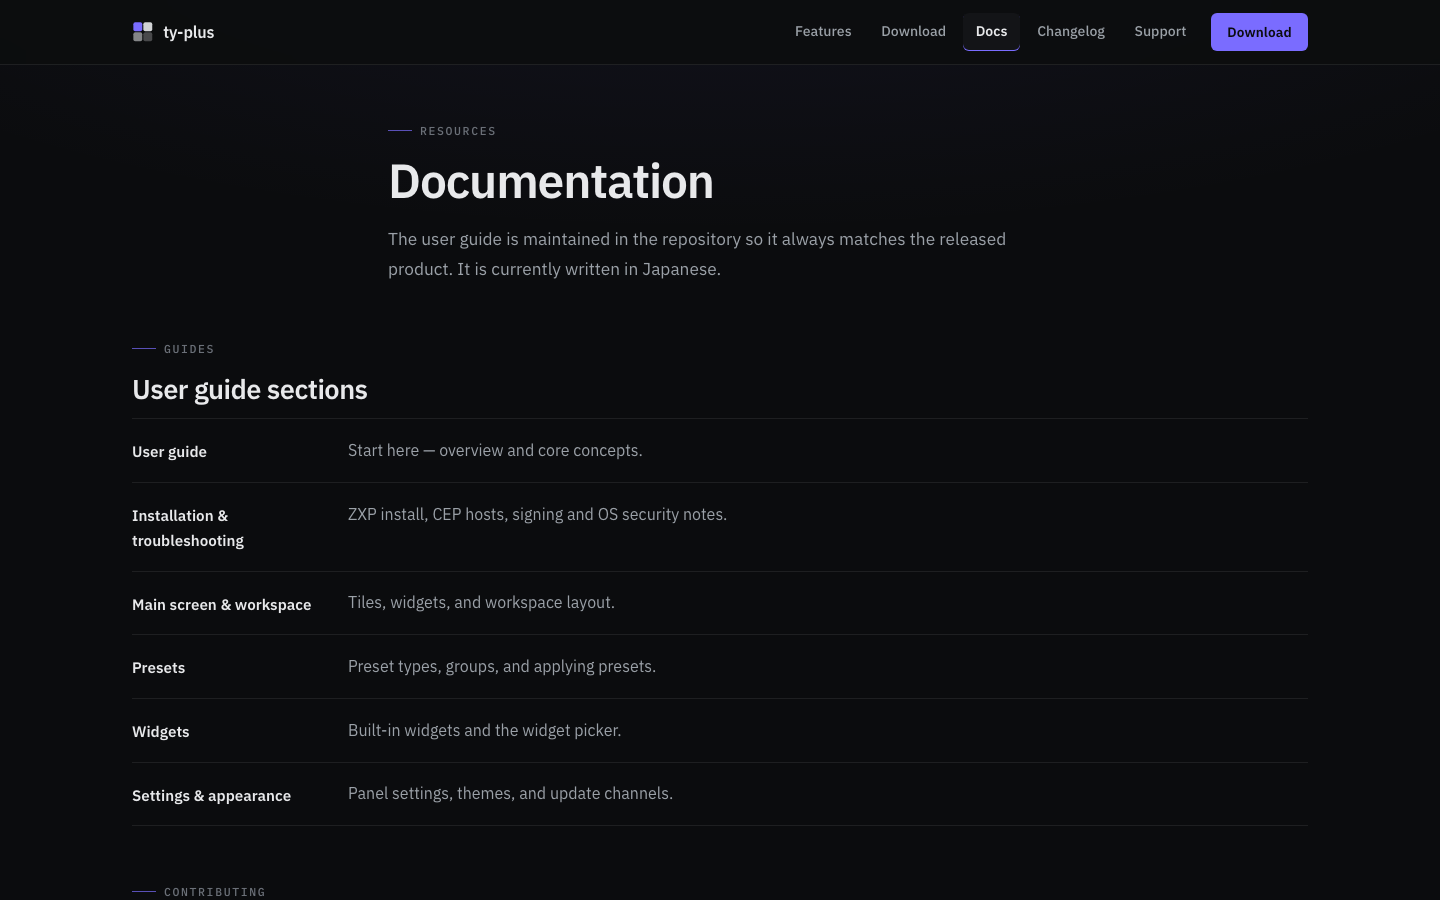 ty-plus
Features
Download
Docs
Changelog
Support
Download
RESOURCES
Documentation
The user guide is maintained in the repository so it always matches the released
product. It is currently written in Japanese.
GUIDES
User guide sections
User guide
Start here — overview and core concepts.
Installation &
troubleshooting
ZXP install, CEP hosts, signing and OS security notes.
Main screen & workspace
Tiles, widgets, and workspace layout.
Presets
Preset types, groups, and applying presets.
Widgets
Built-in widgets and the widget picker.
Settings & appearance
Panel settings, themes, and update channels.
CONTRIBUTING